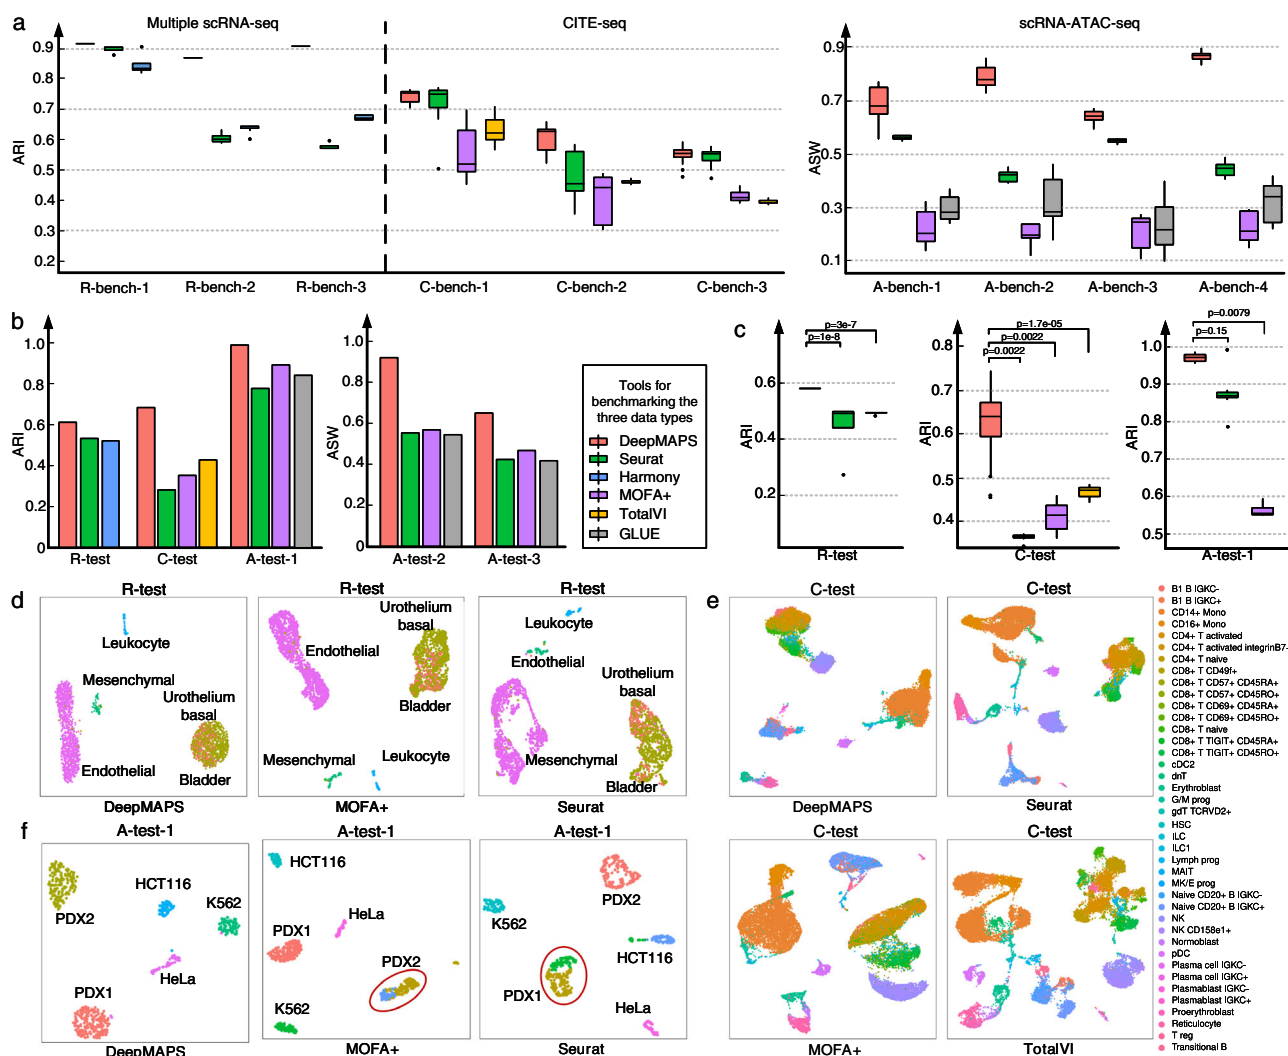 a
Multiple scRNA-seq
CITE-seq
scRNA-ATAC-seq
ARI
0.9
0.8
0.7
0.6
0.5
0.4
0.3
0.2
R-bench-1
R-bench-2
R-bench-3
C-bench-1
C-bench-2
C-bench-3
ASW
0.9
0.7
0.5
0.3
0.1
A-bench-1
A-bench-2
A-bench-3
A-bench-4
b
ARI
1.0
0.8
0.6
0.4
0.2
0
R-test
C-test
A-test-1
ASW
1.0
0.8
0.6
0.4
0.2
0
A-test-2
A-test-3
Tools for
benchmarking the
three data types
DeepMAPS
Seurat
Harmony
MOFA+
TotalVI
GLUE
c
p=3e-7
p=1e-8
ARI
0.6
0.4
0.2
R-test
p=1.7e-05
p=0.0022
p=0.0022
ARI
0.8
0.7
0.6
0.5
0.4
C-test
p=0.0079
p=0.15
ARI
1.0
0.9
0.8
0.7
0.6
0.5
A-test-1
d
R-test
Leukocyte
Mesenchymal
Urothelium
basal
Endothelial
Bladder
DeepMAPS
R-test
Urothelium
basal
Endothelial
Bladder
Mesenchymal
Leukocyte
MOFA+
R-test
Leukocyte
Endothelial
Urothelium
basal
Mesenchymal
Bladder
Seurat
e
C-test
DeepMAPS
C-test
Seurat
C-test
MOFA+
C-test
TotalVI
B1 B IGKC-
B1 B IGKC+
CD14+ Mono
CD16+ Mono
CD4+ T activated
CD4+ T activated integrinB7-
CD4+ T naive
CD8+ T CD49f+
CD8+ T CD57+ CD45RA+
CD8+ T CD57+ CD45RO+
CD8+ T CD69+ CD45RA+
CD8+ T CD69+ CD45RO+
CD8+ T naive
CD8+ T TIGIT+ CD45RA+
CD8+ T TIGIT+ CD45RO+
cDC2
dnT
Erythroblast
G/M prog
gdT TCRVD2+
HSC
ILC
ILC1
Lymph prog
MAIT
MK/E prog
Naive CD20+ B IGKC-
Naive CD20+ B IGKC+
NK
NK CD158e1+
Normoblast
pDC
Plasma cell IGKC-
Plasma cell IGKC+
Plasmablast IGKC-
Plasmablast IGKC+
Proerythroblast
Reticulocyte
T reg
Transitional B
f
A-test-1
PDX2
HCT116
K562
HeLa
PDX1
DeepMAPS
A-test-1
HCT116
HeLa
PDX1
PDX2
K562
MOFA+
A-test-1
PDX2
K562
HCT116
PDX1
HeLa
Seurat